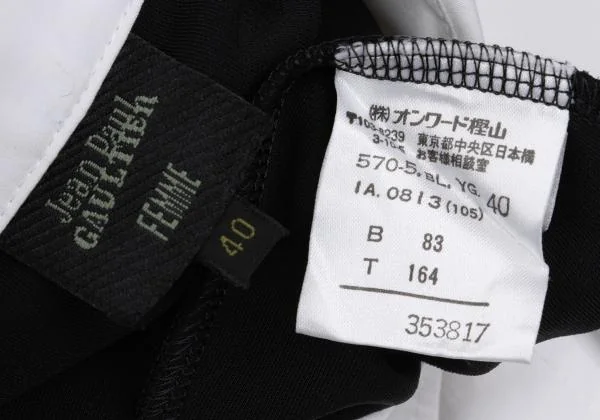 Jean Paul
GAULTIER
FEMME
40
(株)オンワード樫山
〒103-8239 東京都中央区日本橋
お客様相談室
570-5. BL. YG. 40
IA. 0813 (105)
B 83
T 164
353817